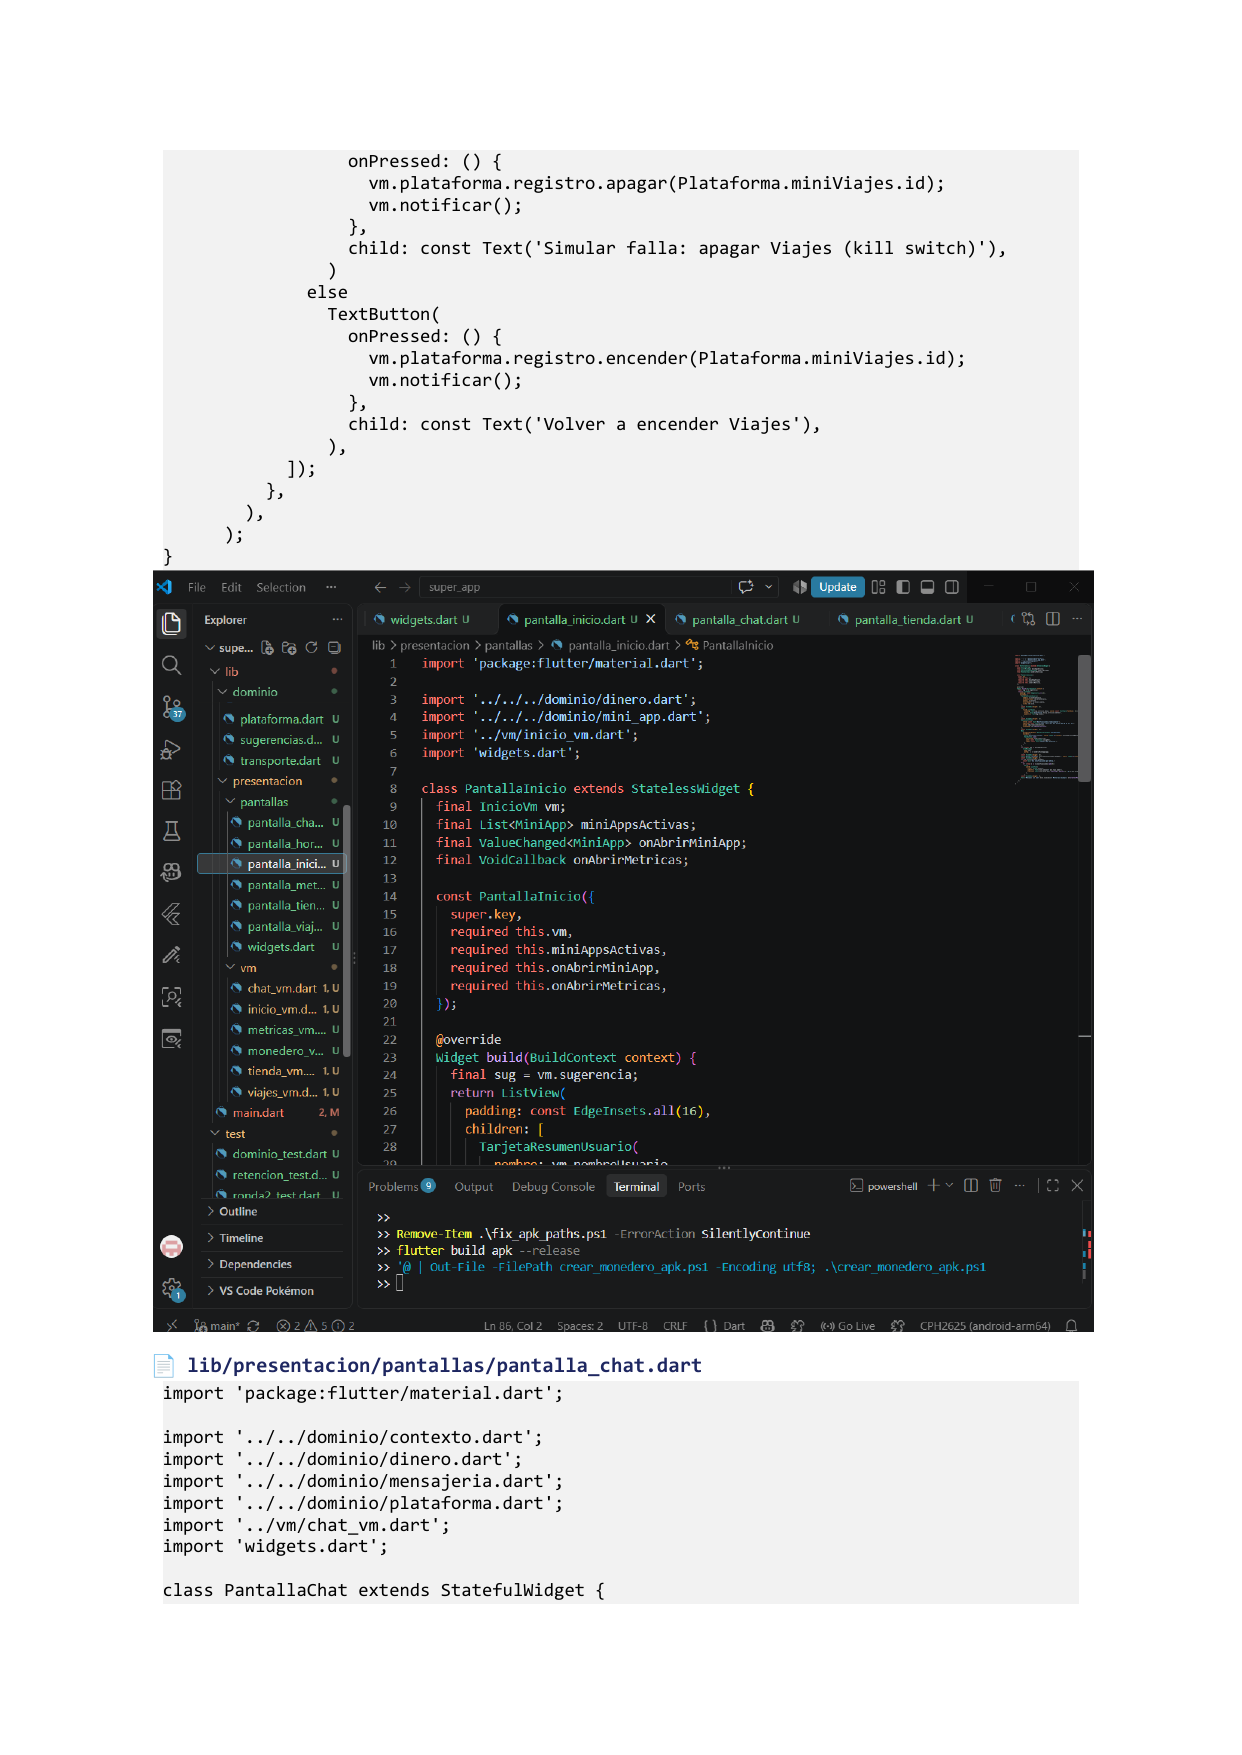 onPressed: () {
vm.plataforma.registro.apagar(Plataforma.miniViajes.id);
vm.notificar();
},
child: const Text('Simular falla: apagar Viajes (kill switch)'),
)
else
TextButton(
onPressed: () {
vm.plataforma.registro.encender(Plataforma.miniViajes.id);
vm.notificar();
},
child: const Text('Volver a encender Viajes'),
),
]);
},
),
);
}
File Edit Selection ··· super_app Update
Explorer ···
widgets.dart U pantalla_inicio.dart U pantalla_chat.dart U pantalla_tienda.dart U
supe...
lib > presentacion > pantallas > pantalla_inicio.dart > PantallaInicio
lib
dominio
plataforma.dart U
sugerencias.d... U
transporte.dart U
presentacion
pantallas
pantalla_cha... U
pantalla_hor... U
pantalla_inici... U
pantalla_met... U
pantalla_tien... U
pantalla_viaj... U
widgets.dart U
vm
chat_vm.dart 1, U
inicio_vm.d... 1, U
metricas_vm.... U
monedero_v... U
tienda_vm.... 1, U
viajes_vm.d... 1, U
main.dart 2, M
test
dominio_test.dart U
retencion_test.d... U
ronda2_test.dart U
Outline
Timeline
Dependencies
VS Code Pokémon
37
1
1 import 'package:flutter/material.dart';
2
3 import '../../../dominio/dinero.dart';
4 import '../../../dominio/mini_app.dart';
5 import '../vm/inicio_vm.dart';
6 import 'widgets.dart';
7
8 class PantallaInicio extends StatelessWidget {
9 final InicioVm vm;
10 final List<MiniApp> miniAppsActivas;
11 final ValueChanged<MiniApp> onAbrirMiniApp;
12 final VoidCallback onAbrirMetricas;
13
14 const PantallaInicio({
15 super.key,
16 required this.vm,
17 required this.miniAppsActivas,
18 required this.onAbrirMiniApp,
19 required this.onAbrirMetricas,
20 });
21
22 @override
23 Widget build(BuildContext context) {
24 final sug = vm.sugerencia;
25 return ListView(
26 padding: const EdgeInsets.all(16),
27 children: [
28 TarjetaResumenUsuario(
29 nombre: vm.nombreUsuario
Problems 9 Output Debug Console Terminal Ports powershell
>>
>> Remove-Item .\fix_apk_paths.ps1 -ErrorAction SilentlyContinue
>> flutter build apk --release
>> '@ | Out-File -FilePath crear_monedero_apk.ps1 -Encoding utf8; .\crear_monedero_apk.ps1
>>
main* 2 5 2 Ln 86, Col 2 Spaces: 2 UTF-8 CRLF { } Dart Go Live CPH2625 (android-arm64)
lib/presentacion/pantallas/pantalla_chat.dart
import 'package:flutter/material.dart';
import '../../dominio/contexto.dart';
import '../../dominio/dinero.dart';
import '../../dominio/mensajeria.dart';
import '../../dominio/plataforma.dart';
import '../vm/chat_vm.dart';
import 'widgets.dart';
class PantallaChat extends StatefulWidget {